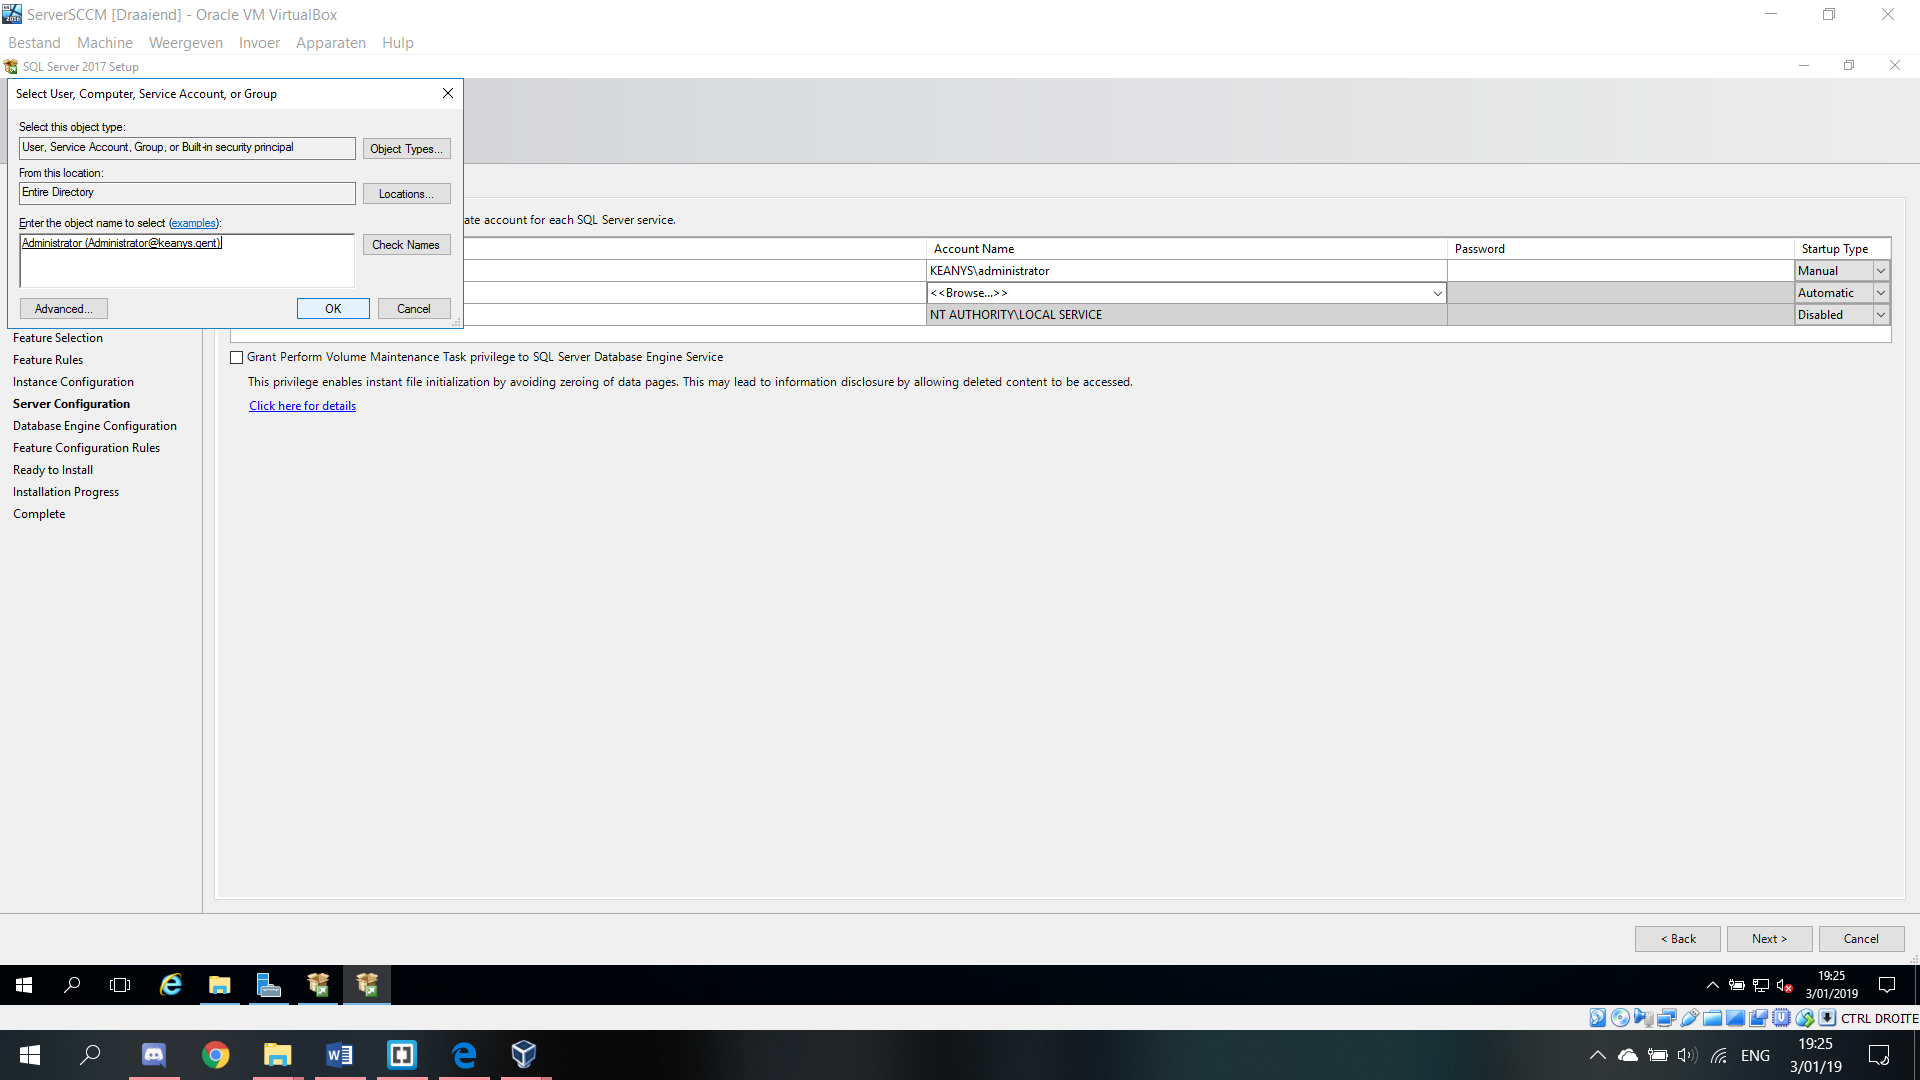 ServerSCCM [Draaiend] - Oracle VM VirtualBox
Bestand Machine Weergeven Invoer Apparaten Hulp
SQL Server 2017 Setup
Select User, Computer, Service Account, or Group
Select this object type:
User, Service Account, Group, or Built-in security principal
Object Types...
From this location:
Entire Directory
Locations...
Enter the object name to select (examples):
Administrator (Administrator@keanys.gent)
Check Names
Advanced...
OK
Cancel
ate account for each SQL Server service.
Account Name Password Startup Type
KEANYS\administrator Manual
<<Browse...>> Automatic
NT AUTHORITY\LOCAL SERVICE Disabled
Grant Perform Volume Maintenance Task privilege to SQL Server Database Engine Service
This privilege enables instant file initialization by avoiding zeroing of data pages. This may lead to information disclosure by allowing deleted content to be accessed.
Click here for details
Feature Selection
Feature Rules
Instance Configuration
Server Configuration
Database Engine Configuration
Feature Configuration Rules
Ready to Install
Installation Progress
Complete
< Back
Next >
Cancel
19:25
3/01/2019
CTRL DROITE
ENG
19:25
3/01/19